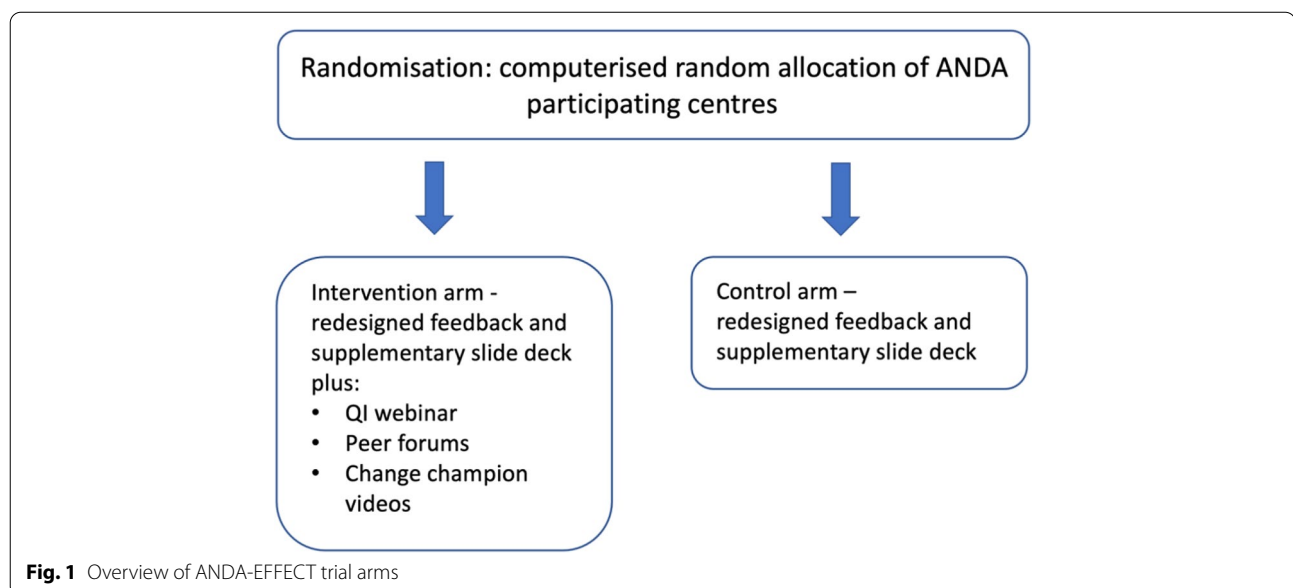 Randomisation: computerised random allocation of ANDA
participating centres
Intervention arm -
redesigned feedback and
supplementary slide deck
plus:
• QI webinar
• Peer forums
• Change champion
videos
Control arm –
redesigned feedback and
supplementary slide deck
Fig. 1 Overview of ANDA-EFFECT trial arms